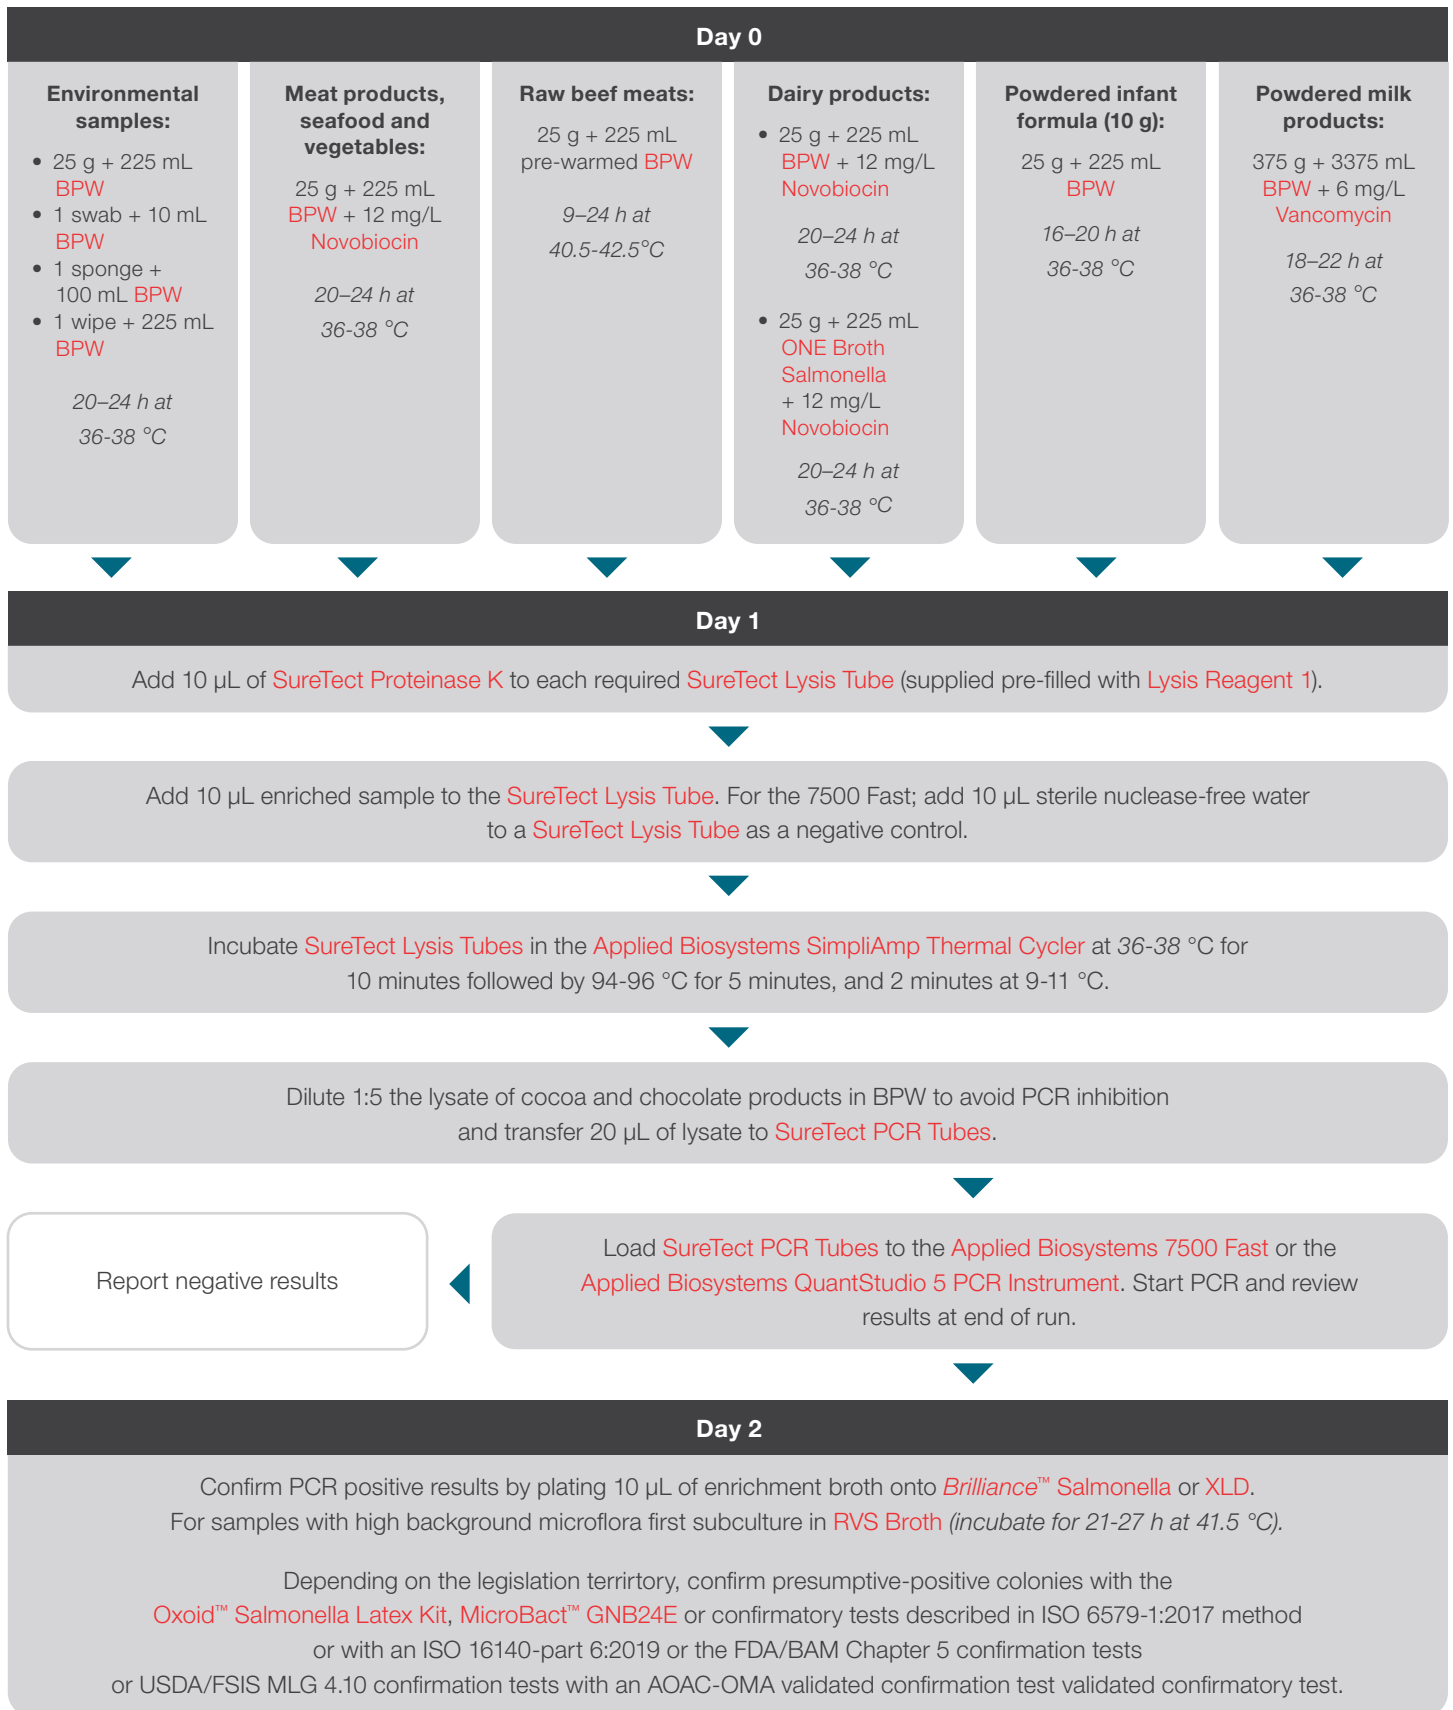 Day 0
Environmental
samples:
• 25 g + 225 mL
BPW
• 1 swab + 10 mL
BPW
• 1 sponge +
100 mL BPW
• 1 wipe + 225 mL
BPW
20–24 h at
36-38 °C
Meat products,
seafood and
vegetables:
25 g + 225 mL
BPW + 12 mg/L
Novobiocin
20–24 h at
36-38 °C
Raw beef meats:
25 g + 225 mL
pre-warmed BPW
9–24 h at
40.5-42.5°C
Dairy products:
• 25 g + 225 mL
BPW + 12 mg/L
Novobiocin
20–24 h at
36-38 °C
• 25 g + 225 mL
ONE Broth
Salmonella
+ 12 mg/L
Novobiocin
20–24 h at
36-38 °C
Powdered infant
formula (10 g):
25 g + 225 mL
BPW
16–20 h at
36-38 °C
Powdered milk
products:
375 g + 3375 mL
BPW + 6 mg/L
Vancomycin
18–22 h at
36-38 °C
Day 1
Add 10 µL of SureTect Proteinase K to each required SureTect Lysis Tube (supplied pre-filled with Lysis Reagent 1).
Add 10 µL enriched sample to the SureTect Lysis Tube. For the 7500 Fast; add 10 µL sterile nuclease-free water
to a SureTect Lysis Tube as a negative control.
Incubate SureTect Lysis Tubes in the Applied Biosystems SimpliAmp Thermal Cycler at 36-38 °C for
10 minutes followed by 94-96 °C for 5 minutes, and 2 minutes at 9-11 °C.
Dilute 1:5 the lysate of cocoa and chocolate products in BPW to avoid PCR inhibition
and transfer 20 µL of lysate to SureTect PCR Tubes.
Report negative results
Load SureTect PCR Tubes to the Applied Biosystems 7500 Fast or the
Applied Biosystems QuantStudio 5 PCR Instrument. Start PCR and review
results at end of run.
Day 2
Confirm PCR positive results by plating 10 µL of enrichment broth onto Brilliance™ Salmonella or XLD.
For samples with high background microflora first subculture in RVS Broth (incubate for 21-27 h at 41.5 °C).
Depending on the legislation terrirtory, confirm presumptive-positive colonies with the
Oxoid™ Salmonella Latex Kit, MicroBact™ GNB24E or confirmatory tests described in ISO 6579-1:2017 method
or with an ISO 16140-part 6:2019 or the FDA/BAM Chapter 5 confirmation tests
or USDA/FSIS MLG 4.10 confirmation tests with an AOAC-OMA validated confirmation test validated confirmatory test.